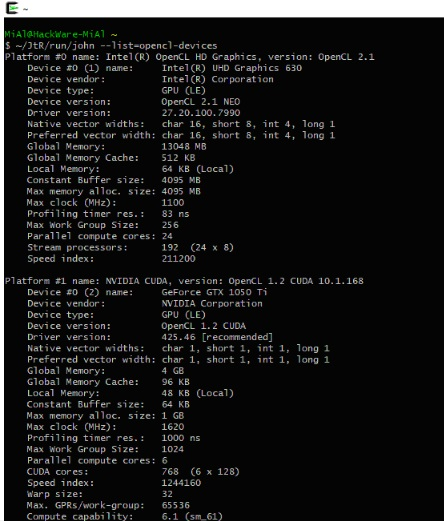 ~
MiAl@HackWare-MiAl ~
$ ~/JtR/run/john --list=opencl-devices
Platform #0 name: Intel(R) OpenCL HD Graphics, version: OpenCL 2.1
Device #0 (1) name: Intel(R) UHD Graphics 630
Device vendor: Intel(R) Corporation
Device type: GPU (LE)
Device version: OpenCL 2.1 NEO
Driver version: 27.20.100.7990
Native vector widths: char 16, short 8, int 4, long 1
Preferred vector width: char 16, short 8, int 4, long 1
Global Memory: 13048 MB
Global Memory Cache: 512 KB
Local Memory: 64 KB (Local)
Constant Buffer size: 4095 MB
Max memory alloc. size: 4095 MB
Max clock (MHz): 1100
Profiling timer res.: 83 ns
Max Work Group Size: 256
Parallel compute cores: 24
Stream processors: 192 (24 x 8)
Speed index: 211200
Platform #1 name: NVIDIA CUDA, version: OpenCL 1.2 CUDA 10.1.168
Device #0 (2) name: GeForce GTX 1050 Ti
Device vendor: NVIDIA Corporation
Device type: GPU (LE)
Device version: OpenCL 1.2 CUDA
Driver version: 425.46 [recommended]
Native vector widths: char 1, short 1, int 1, long 1
Preferred vector width: char 1, short 1, int 1, long 1
Global Memory: 4 GB
Global Memory Cache: 96 KB
Local Memory: 48 KB (Local)
Constant Buffer size: 64 KB
Max memory alloc. size: 1 GB
Max clock (MHz): 1620
Profiling timer res.: 1000 ns
Max Work Group Size: 1024
Parallel compute cores: 6
CUDA cores: 768 (6 x 128)
Speed index: 1244160
Warp size: 32
Max. GPRs/work-group: 65536
Compute capability: 6.1 (sm_61)